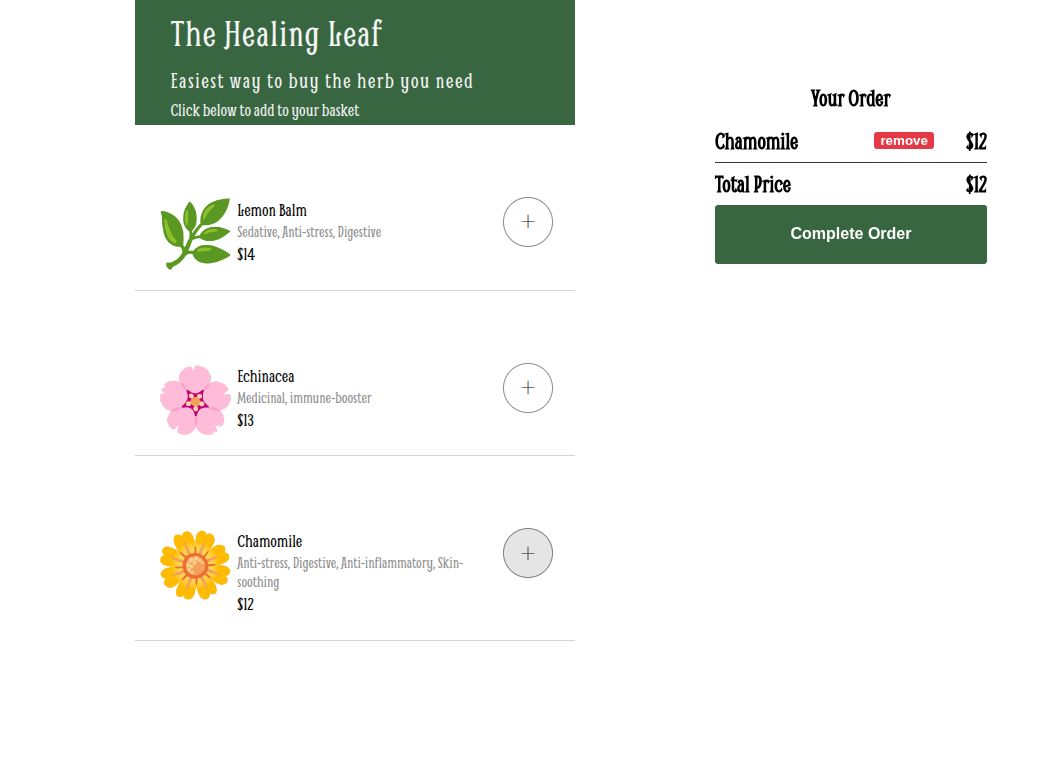 The Healing Leaf
Easiest way to buy the herb you need
Click below to add to your basket
Lemon Balm
Sedative, Anti-stress, Digestive
$14
+
Echinacea
Medicinal, immune-booster
$13
+
Chamomile
Anti-stress, Digestive, Anti-inflammatory, Skin-
soothing
$12
+
Your Order
Chamomile remove $12
Total Price $12
Complete Order